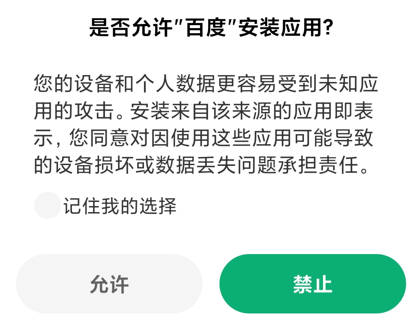 是否允许"百度"安装应用?
您的设备和个人数据更容易受到未知应
用的攻击。安装来自该来源的应用即表
示，您同意对因使用这些应用可能导致
的设备损坏或数据丢失问题承担责任。
记住我的选择
允许
禁止